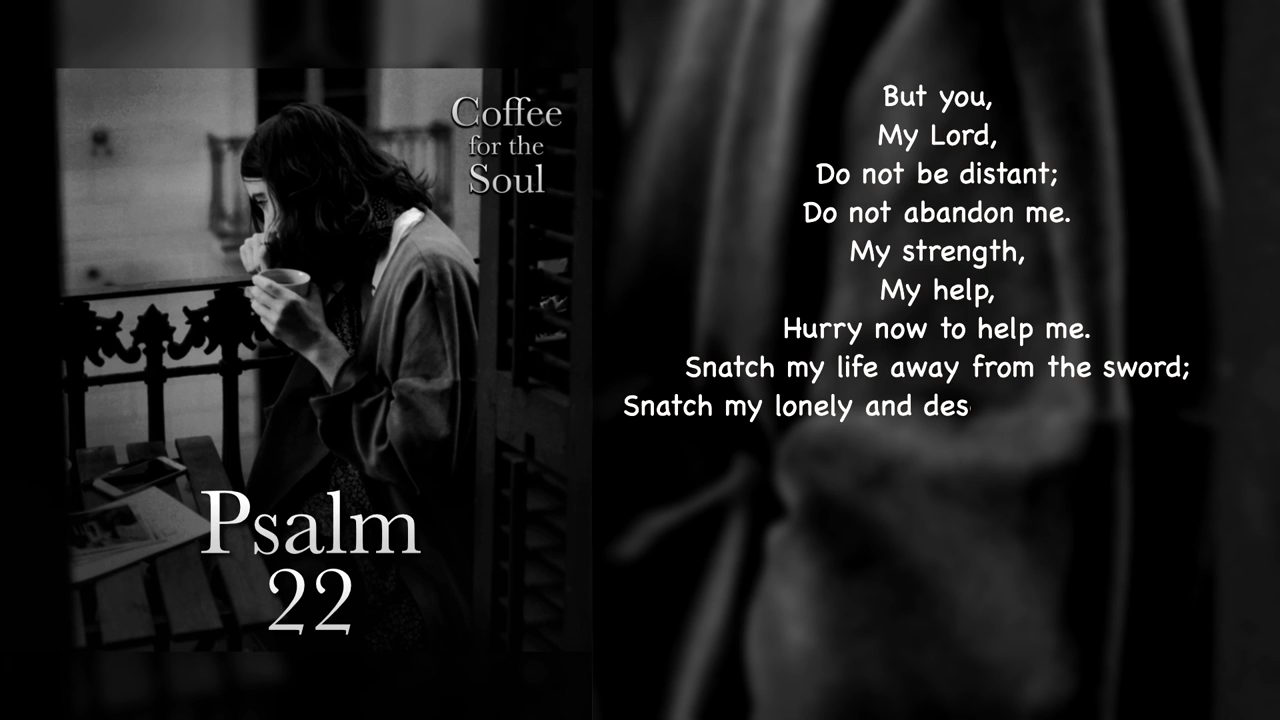 Coffee
for the
Soul
Psalm
22
But you,
My Lord,
Do not be distant;
Do not abandon me.
My strength,
My help,
Hurry now to help me.
Snatch my life away from the sword;
Snatch my lonely and des